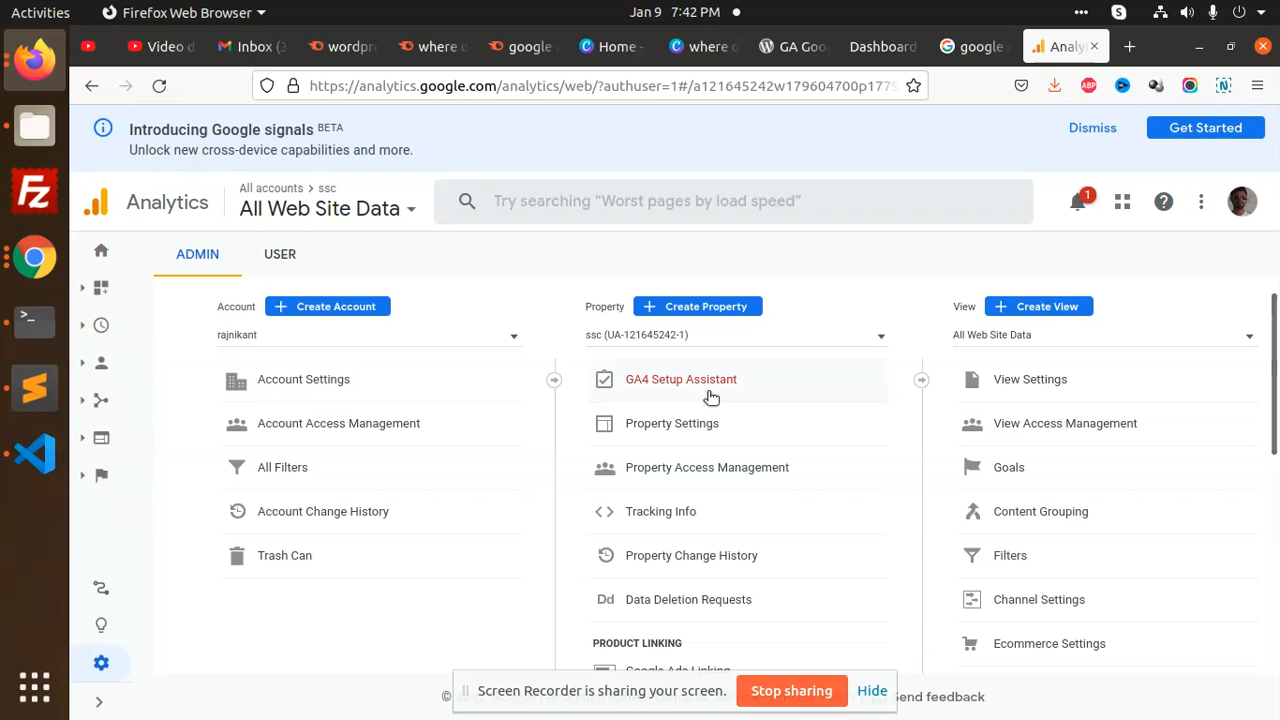 Activities
Firefox Web Browser
Jan 9 7:42 PM
Video d
Inbox (3
wordpr
where o
google
Home -
where d
GA Goo
Dashboard
google
Analy
https://analytics.google.com/analytics/web/?authuser=1#/a121645242w179604700p1779
Introducing Google signals BETA
Unlock new cross-device capabilities and more.
Dismiss
Get Started
Analytics
All accounts > ssc
All Web Site Data
Try searching “Worst pages by load speed”
1
ADMIN
USER
Account
Create Account
rajnikant
Account Settings
Account Access Management
All Filters
Account Change History
Trash Can
Property
Create Property
ssc (UA-121645242-1)
GA4 Setup Assistant
Property Settings
Property Access Management
Tracking Info
Property Change History
Dd Data Deletion Requests
PRODUCT LINKING
Google Ads Linking
View
Create View
All Web Site Data
View Settings
View Access Management
Goals
Content Grouping
Filters
Channel Settings
Ecommerce Settings
Screen Recorder is sharing your screen.
Stop sharing
Hide
©
Send feedback